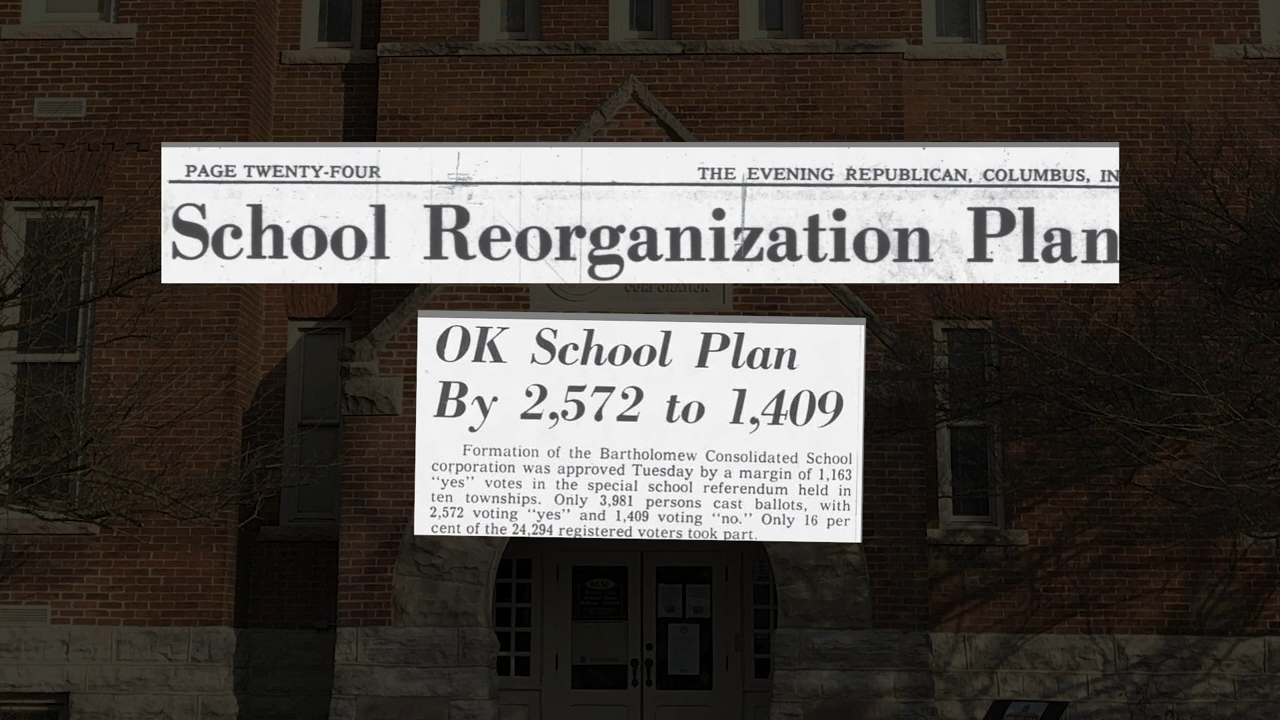 PAGE TWENTY-FOUR
THE EVENING REPUBLICAN, COLUMBUS, IN
School Reorganization Plan
CORPORATION
OK School Plan
By 2,572 to 1,409
Formation of the Bartholomew Consolidated School
corporation was approved Tuesday by a margin of 1,163
"yes" votes in the special school referendum held in
ten townships. Only 3,981 persons cast ballots, with
2,572 voting "yes" and 1,409 voting "no." Only 16 per
cent of the 24,294 registered voters took part.